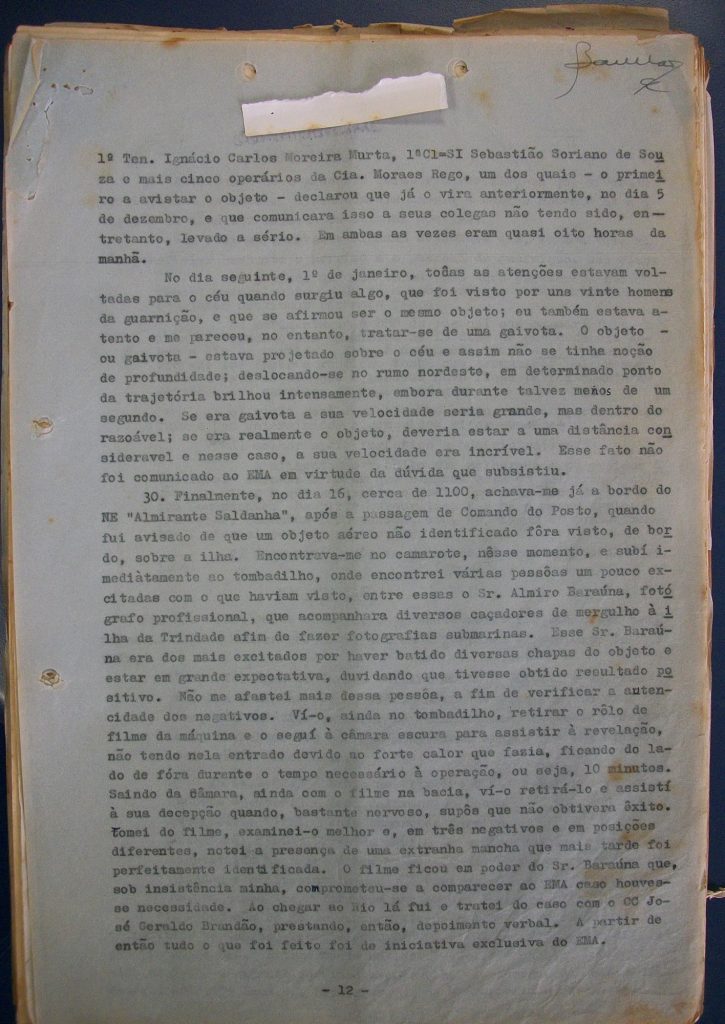 1º Ten. Ignácio Carlos Moreira Murta, 1ºCl=SI Sebastião Soriano de Sou
za e mais cinco operários da Cia. Moraes Rego, um dos quais - o primei
ro a avistar o objeto - declarou que já o vira anteriormente, no dia 5
de dezembro, e que comunicara isso a seus colegas não tendo sido, en-
tretanto, levado a sério. Em ambas as vezes eram quasi oito horas da
manhã.
No dia seguinte, 1º de janeiro, todas as atenções estavam vol-
tadas para o céu quando surgiu algo, que foi visto por uns vinte homens
da guarnição, e que se afirmou ser o mesmo objeto; eu também estava a-
tento e me pareceu, no entanto, tratar-se de uma gaivota. O objeto -
ou gaivota - estava projetado sobre o céu e assim não se tinha noção
de profundidade; deslocando-se no rumo nordeste, em determinado ponto
da trajetória brilhou intensamente, embora durante talvez menos de um
segundo. Se era gaivota a sua velocidade seria grande, mas dentro do
razoável; se era realmente o objeto, deveria estar a uma distância con
sideravel e nesse caso, a sua velocidade era incrível. Esse fato não
foi comunicado ao EMA em virtude da dúvida que subsistiu.
30. Finalmente, no dia 16, cerca de 1100, achava-me já a bordo do
NE "Almirante Saldanha", após a passagem de Comando do Posto, quando
fui avisado de que um objeto aéreo não identificado fôra visto, de bor
do, sobre a ilha. Encontrava-me no camarote, nêsse momento, e subí i-
mediàtamente ao tombadilho, onde encontrei várias pessôas um pouco ex-
citadas com o que haviam visto, entre essas o Sr. Almiro Baraúna, fotó
grafo profissional, que acompanhara diversos caçadores de mergulho à i
lha da Trindade afim de fazer fotografias submarinas. Esse Sr. Baraú-
na era dos mais excitados por haver batido diversas chapas do objeto e
estar em grande expectativa, duvidando que tivesse obtido resultado po
sitivo. Não me afastei mais dessa pessôa, a fim de verificar a auten-
cidade dos negativos. Ví-o, ainda no tombadilho, retirar o rôlo de
filme da máquina e o seguí à câmara escura para assistir à revelação,
não tendo nela entrado devido ao forte calor que fazia, ficando do la-
do de fóra durante o tempo necessário à operação, ou seja, 10 minutos.
Saindo da Câmara, ainda com o filme na bacia, ví-o retirá-lo e assistí
à sua decepção quando, bastante nervoso, supôs que não obtivera êxito.
Tomei do filme, examinei-o melhor e, em três negativos e em posições
diferentes, notei a presença de uma extranha mancha que mais tarde foi
perfeitamente identificada. O filme ficou em poder do Sr. Baraúna que,
sob insistência minha, comprometeu-se a comparecer ao EMA caso houves-
se necessidade. Ao chegar ao Rio lá fui e tratei do caso com o CC Jo-
sé Geraldo Brandão, prestando, então, depoimento verbal. A partir de
então tudo o que foi feito foi de iniciativa exclusiva do EMA.
- 12 -